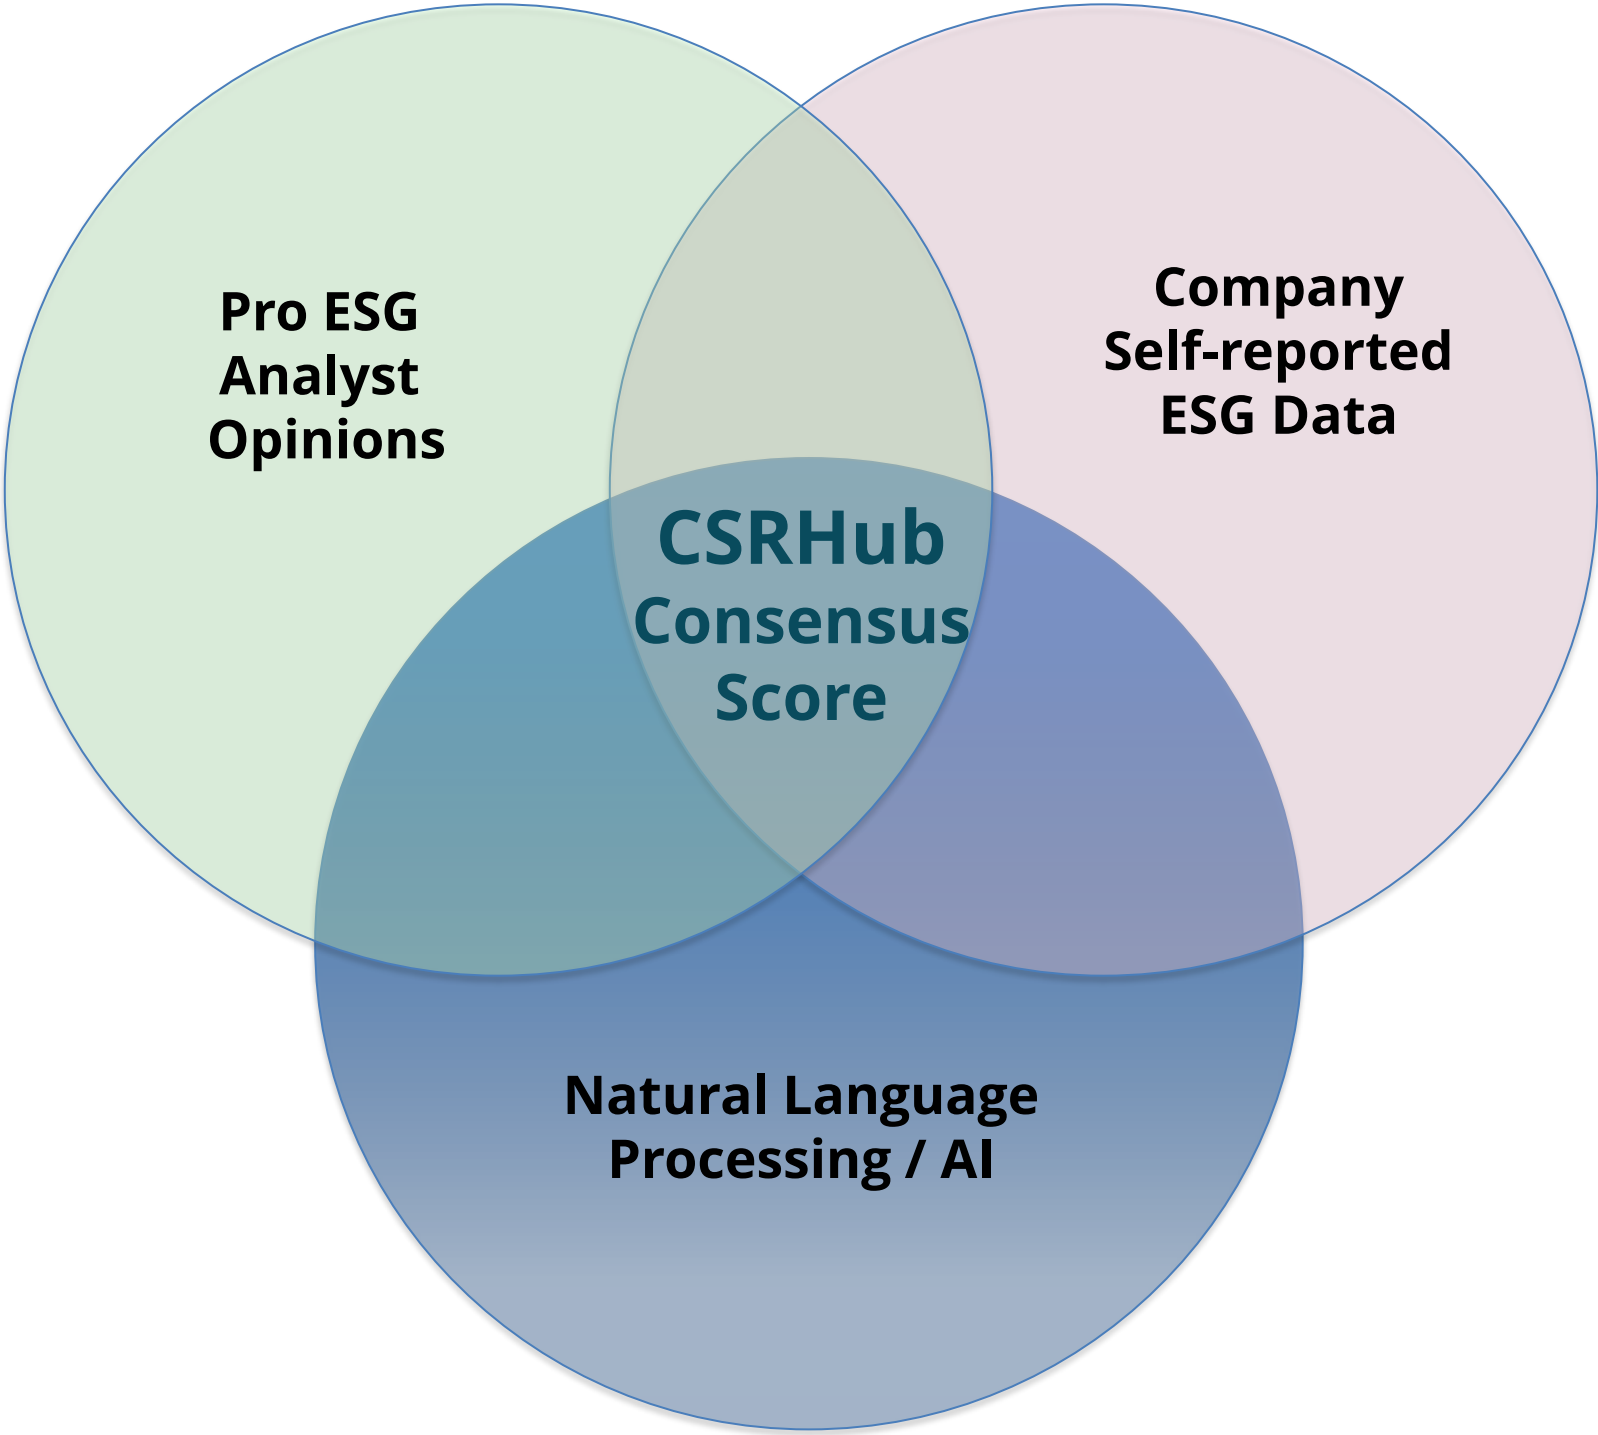 Pro ESG
Analyst
Opinions
Company
Self-reported
ESG Data
CSRHub
Consensus
Score
Natural Language
Processing / AI